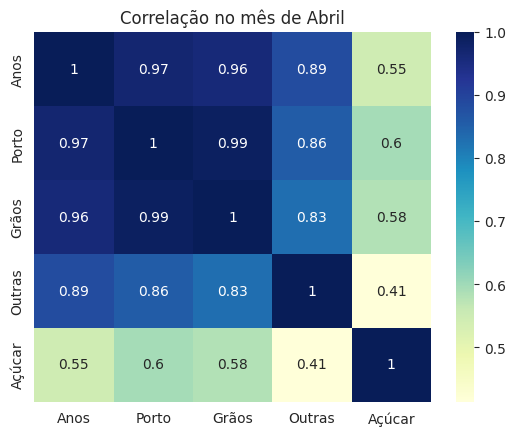 Correlação no mês de Abril
Anos 1 0.97 0.96 0.89 0.55
Porto 0.97 1 0.99 0.86 0.6
Grãos 0.96 0.99 1 0.83 0.58
Outras 0.89 0.86 0.83 1 0.41
Açúcar 0.55 0.6 0.58 0.41 1
Anos Porto Grãos Outras Açúcar
1.0
0.9
0.8
0.7
0.6
0.5